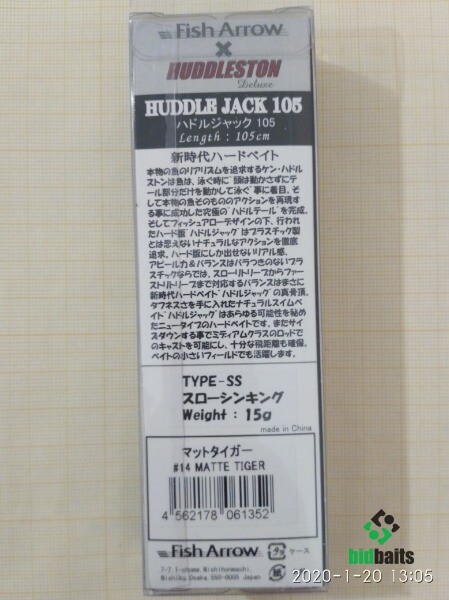 Fish Arrow
×
HUDDLESTON
Deluxe
HUDDLE JACK 105
ハドルジャック 105
Length : 105cm
新時代ハードベイト
本物の魚のリアリズムを追求するケン・ハドル
ストンは魚は、泳ぐ時に"頭は動かさずにテー
ル部分だけを動かして泳ぐ"事に着目。そ
して本物の魚そのもののアクションを再現す
る事に成功した究極の"ハドルテール"を完成。
そしてフィッシュアローデザインの下、行われ
たハード版"ハドルジャック"はプラスチック製
とは思えないナチュラルなアクションを徹底
追求。ハード版にしか出せないリアル感、
アピール力&バランスはバラつきのないプラ
スチックならでは。スローリトリーブからファー
ストリトリーブまで対応するバランスはまさに
新時代ハードベイト"ハドルジャック"の真骨頂。
タフネスさを手に入れたナチュラルスイムベ
イト"ハドルジャック"はあらゆる可能性を秘め
たニュータイプのハードベイトです。またサイ
ズダウンする事でミディアムクラスのロッドで
のキャストを可能にし、十分な飛距離も確保。
ベイトの小さいフィールドでも活躍します。
TYPE-SS
スローシンキング
Weight : 15g
made in China
マットタイガー
#14 MATTE TIGER
4 562178 061352
Fish Arrow
ケース
7-7 1-chome, Nishihonmachi,
Nishiku, Osaka 550-0005 Japan
bidbaits
2020-1-20 13:05